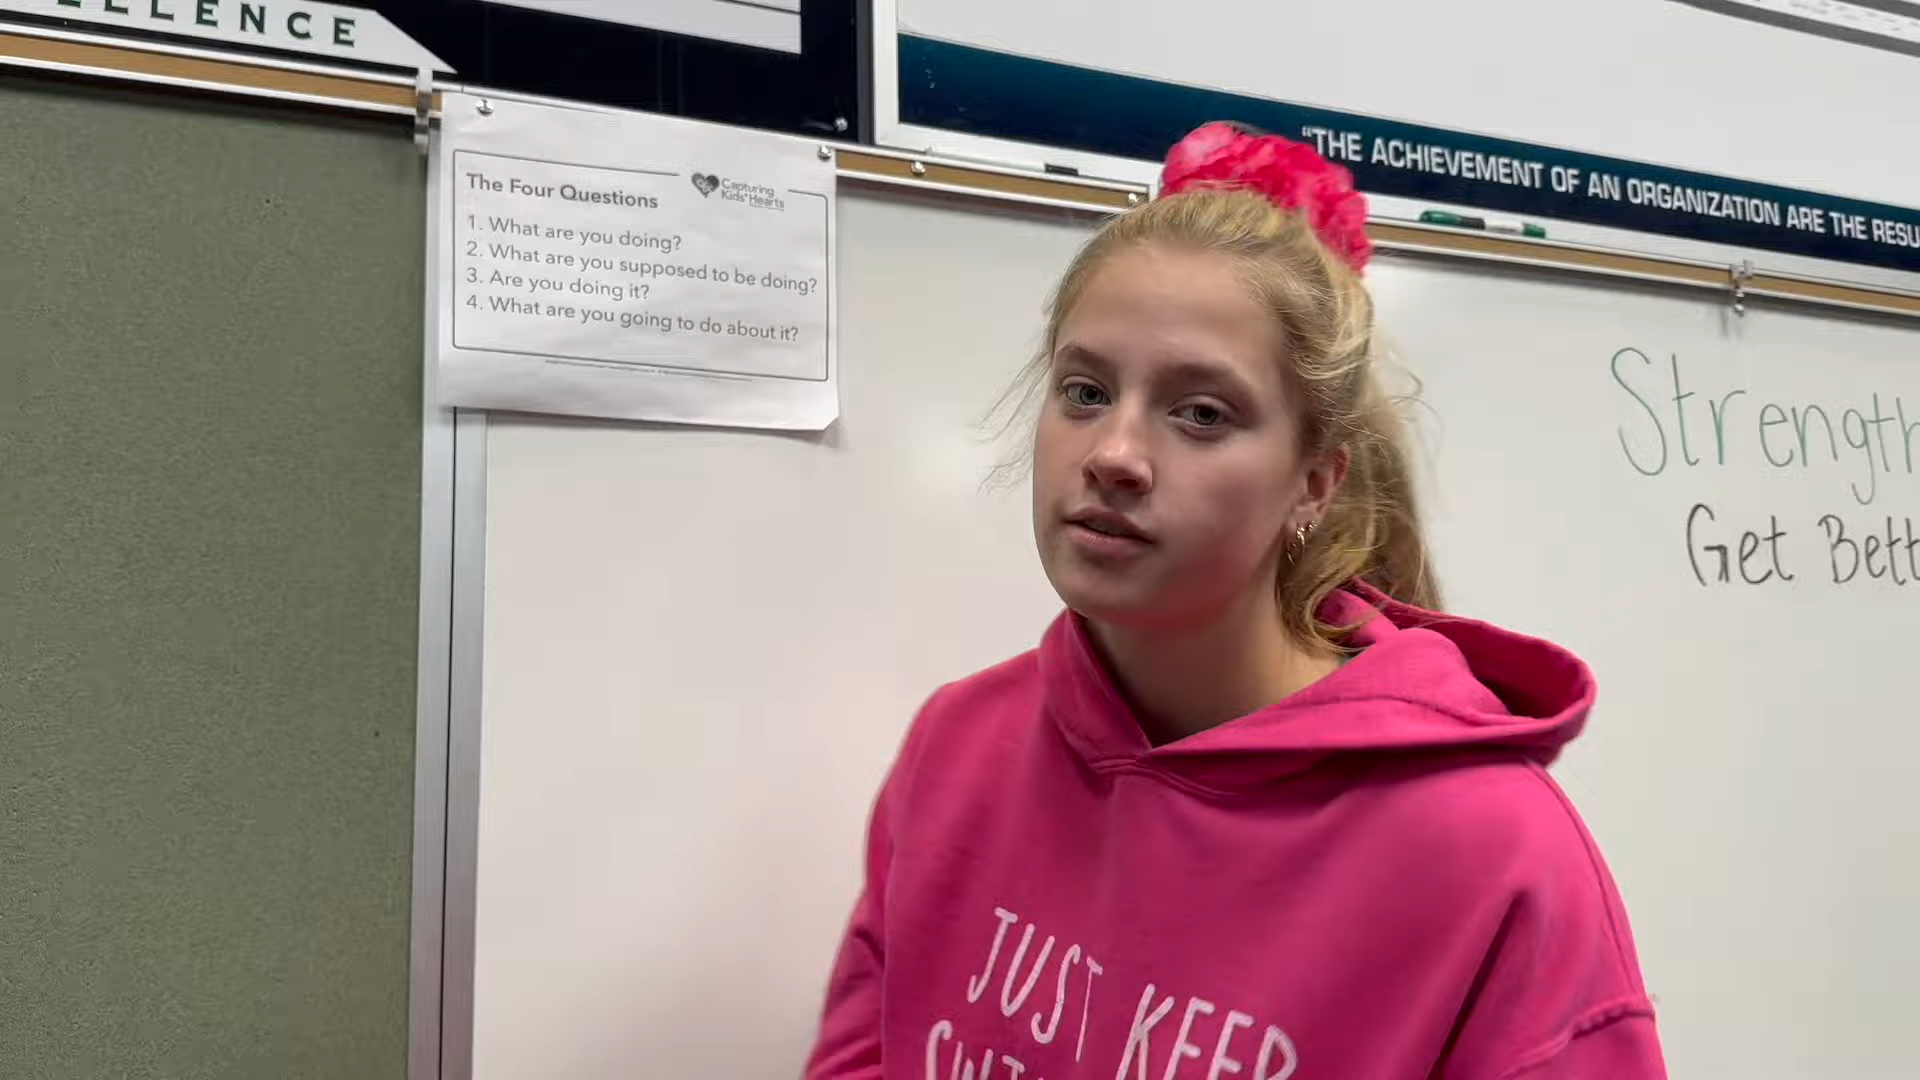 ELLENCE
"THE ACHIEVEMENT OF AN ORGANIZATION ARE THE RESU
The Four Questions
Capturing
Kids' Hearts
1. What are you doing?
2. What are you supposed to be doing?
3. Are you doing it?
4. What are you going to do about it?
Strength
Get Bett
JUST KEEP
SWI